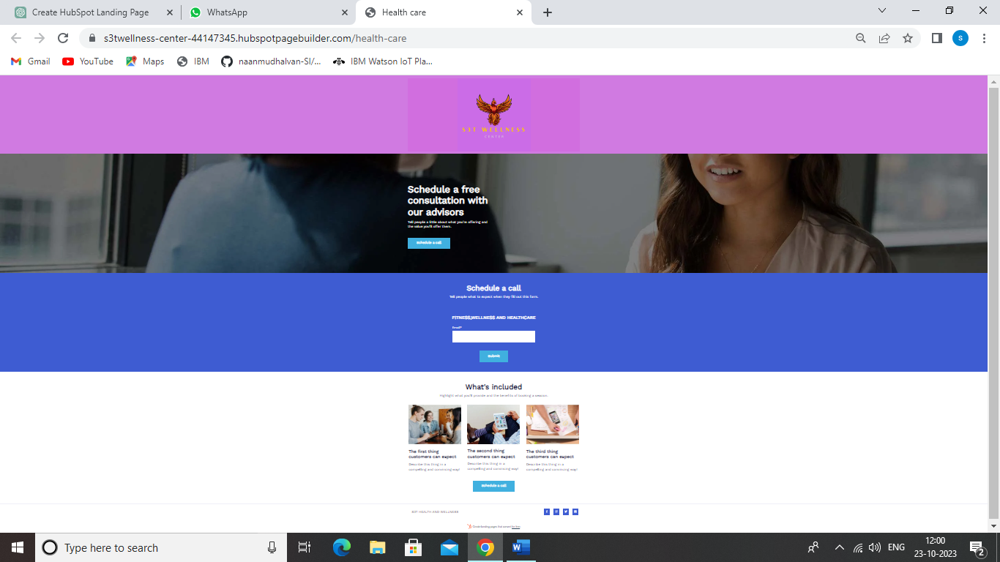 Create HubSpot Landing Page
WhatsApp
Health care
s3twellness-center-44147345.hubspotpagebuilder.com/health-care
s
Gmail
YouTube
Maps
IBM
naanmudhalvan-SI/...
IBM Watson IoT Pla...
S3T WELLNESS
CENTER
Schedule a free
consultation with
our advisors
Tell people a little about what you're offering and
the value you'll offer them.
Schedule a call
Schedule a call
Tell people what to expect when they fill out this form.
FITNESS,WELLNESS AND HEALTHCARE
Email*
Submit
What's included
Highlight what you'll provide and the benefits of booking a session.
The first thing
customers can expect
Describe this thing in a
compelling and convincing way!
The second thing
customers can expect
Describe this thing in a
compelling and convincing way!
The third thing
customers can expect
Describe this thing in a
compelling and convincing way!
Schedule a call
S3T HEALTH AND WELLNESS
Create landing pages that convert for free
Type here to search
ENG
12:00
23-10-2023
2